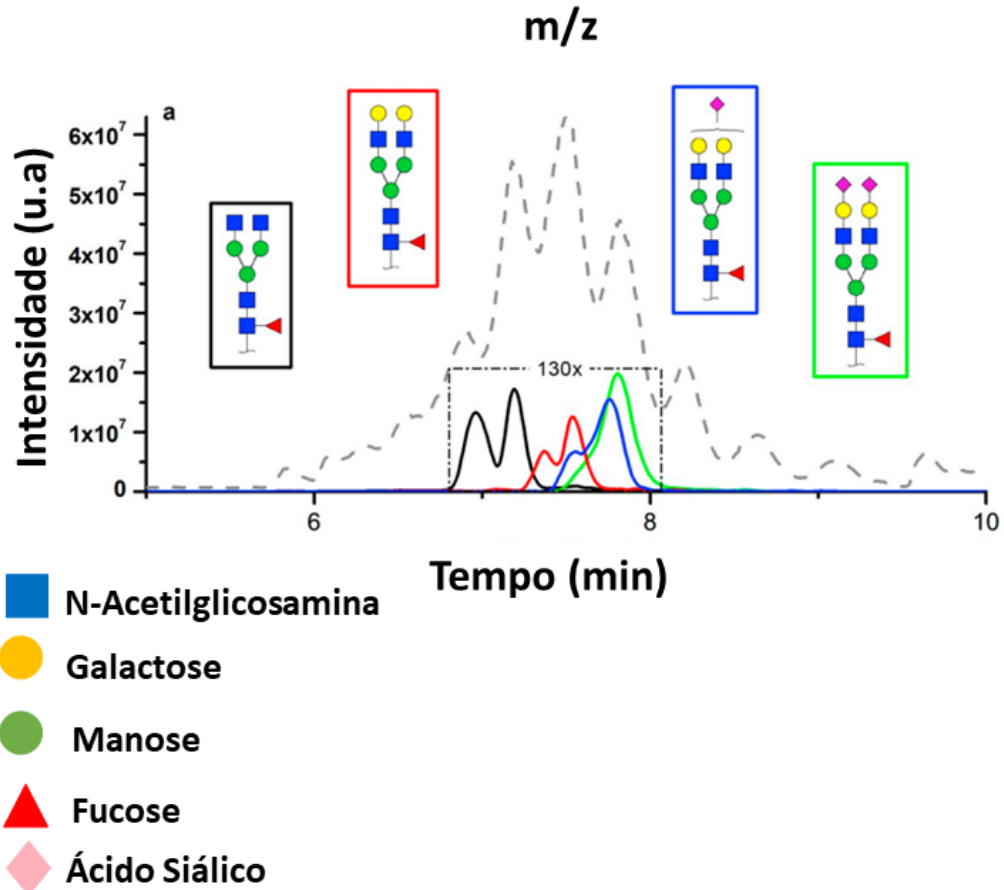 m/z
a
Intensidade (u.a)
6x10⁷
5x10⁷
4x10⁷
3x10⁷
2x10⁷
1x10⁷
0
130x
6
8
10
Tempo (min)
N-Acetilglicosamina
Galactose
Manose
Fucose
Ácido Siálico